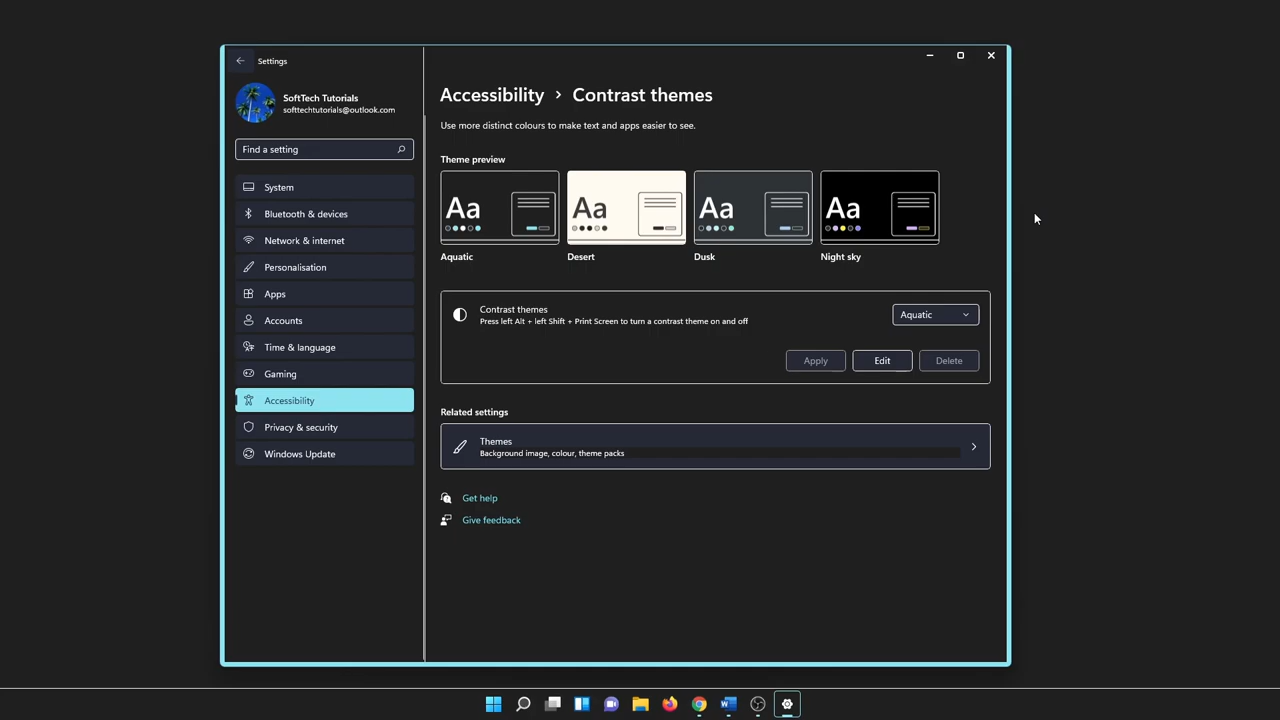 Settings
SoftTech Tutorials
softtechtutorials@outlook.com
Find a setting
System
Bluetooth & devices
Network & internet
Personalisation
Apps
Accounts
Time & language
Gaming
Accessibility
Privacy & security
Windows Update
Accessibility > Contrast themes
Use more distinct colours to make text and apps easier to see.
Theme preview
Aa Aa Aa Aa
Aquatic Desert Dusk Night sky
Contrast themes
Press left Alt + left Shift + Print Screen to turn a contrast theme on and off
Aquatic
Apply Edit Delete
Related settings
Themes
Background image, colour, theme packs
Get help
Give feedback